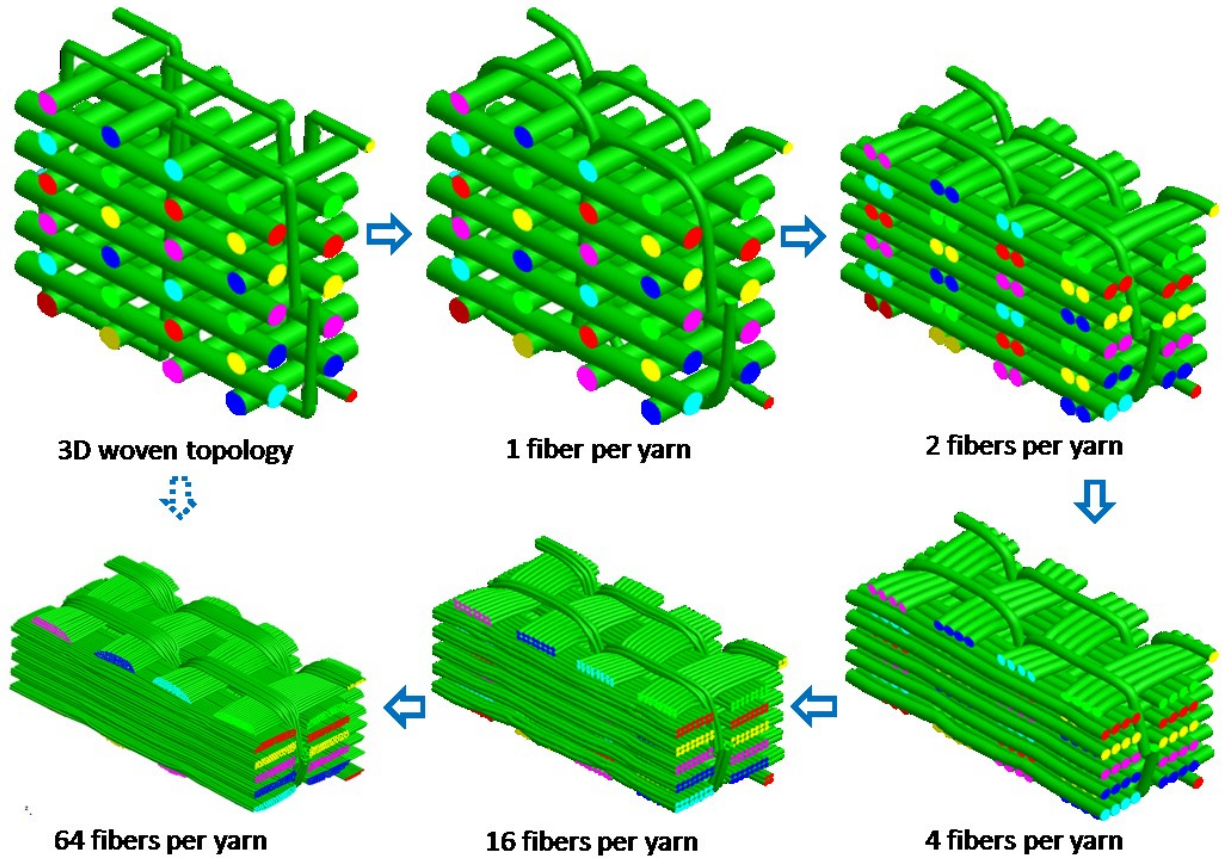 3D woven topology
1 fiber per yarn
2 fibers per yarn
64 fibers per yarn
16 fibers per yarn
4 fibers per yarn